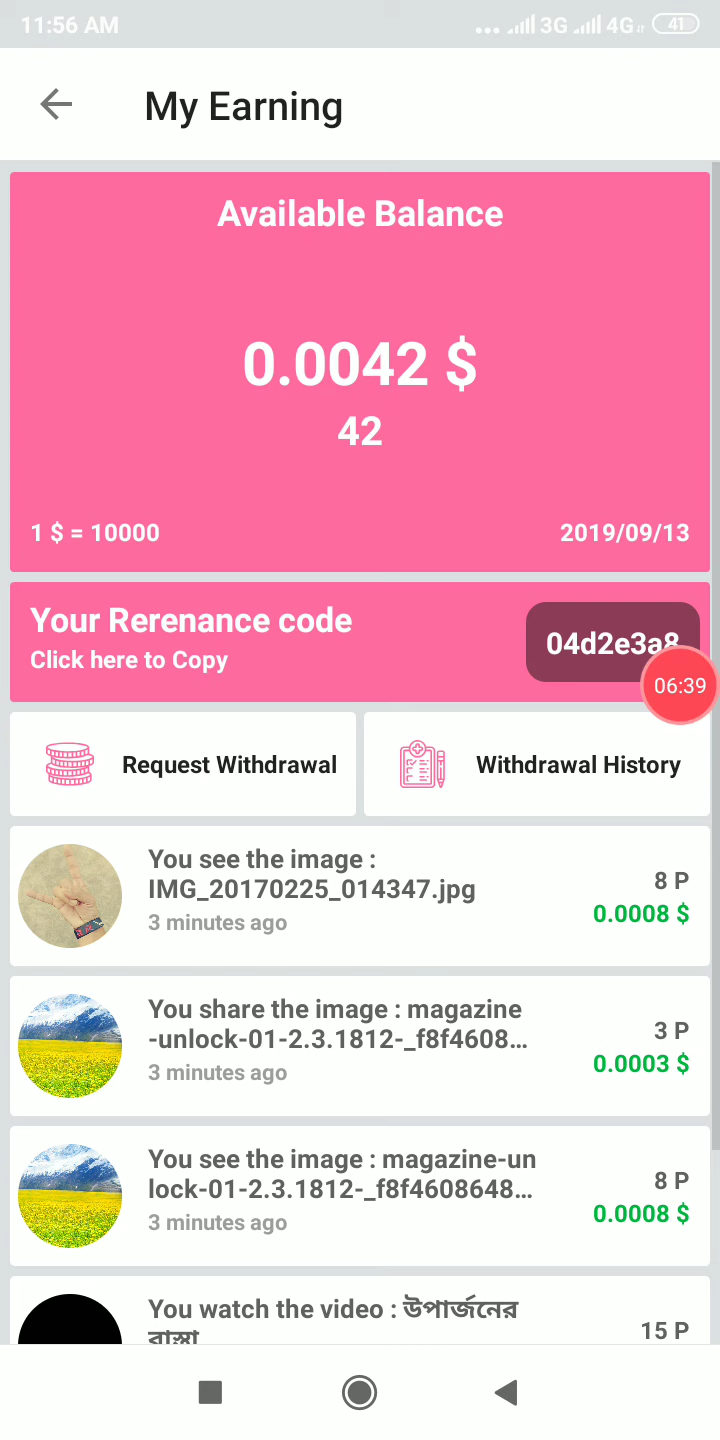 11:56 AM
3G 4G 41
My Earning
Available Balance
0.0042 $
42
1 $ = 10000
2019/09/13
Your Rerenance code
Click here to Copy
04d2e3a8
06:39
Request Withdrawal
Withdrawal History
You see the image :
IMG_20170225_014347.jpg
3 minutes ago
8 P
0.0008 $
You share the image : magazine
-unlock-01-2.3.1812-_f8f4608...
3 minutes ago
3 P
0.0003 $
You see the image : magazine-un
lock-01-2.3.1812-_f8f4608648...
3 minutes ago
8 P
0.0008 $
You watch the video : উপার্জনের
রাস্তা
15 P